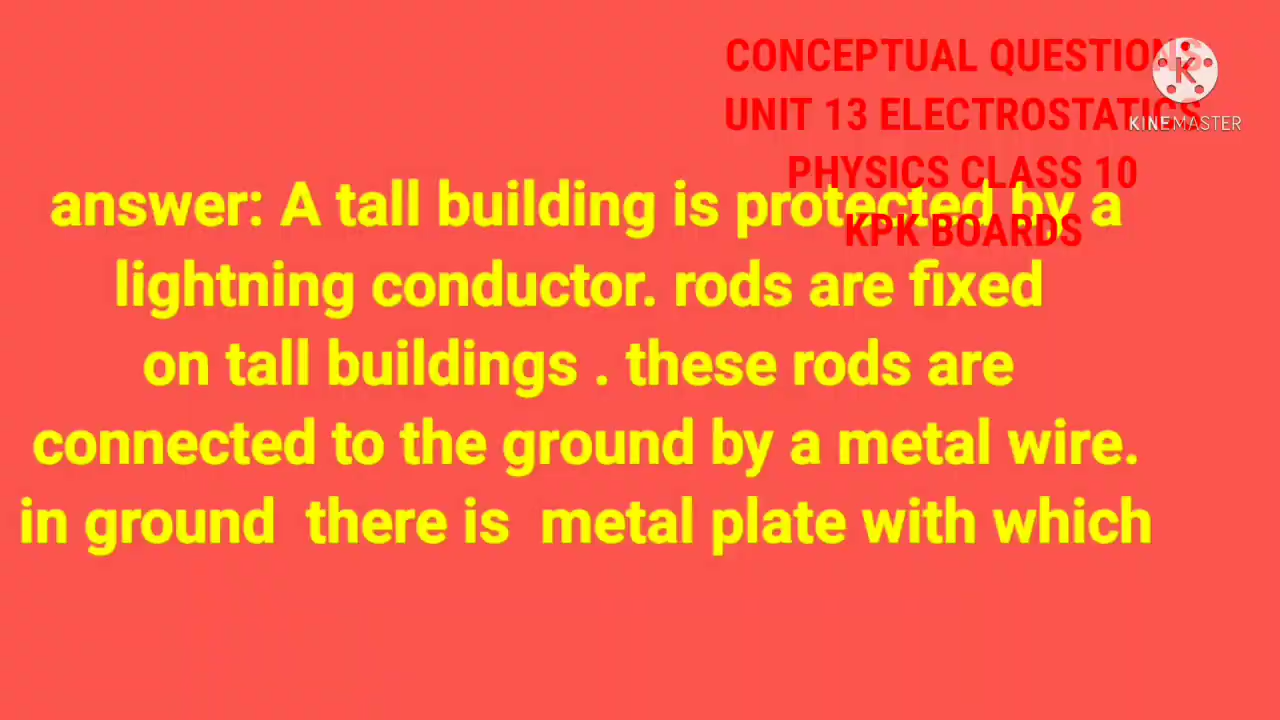 CONCEPTUAL QUESTIONS
UNIT 13 ELECTROSTATICS
PHYSICS CLASS 10
KPK BOARDS
K
KINEMASTER
answer: A tall building is protected by a
lightning conductor. rods are fixed
on tall buildings . these rods are
connected to the ground by a metal wire.
in ground there is metal plate with which